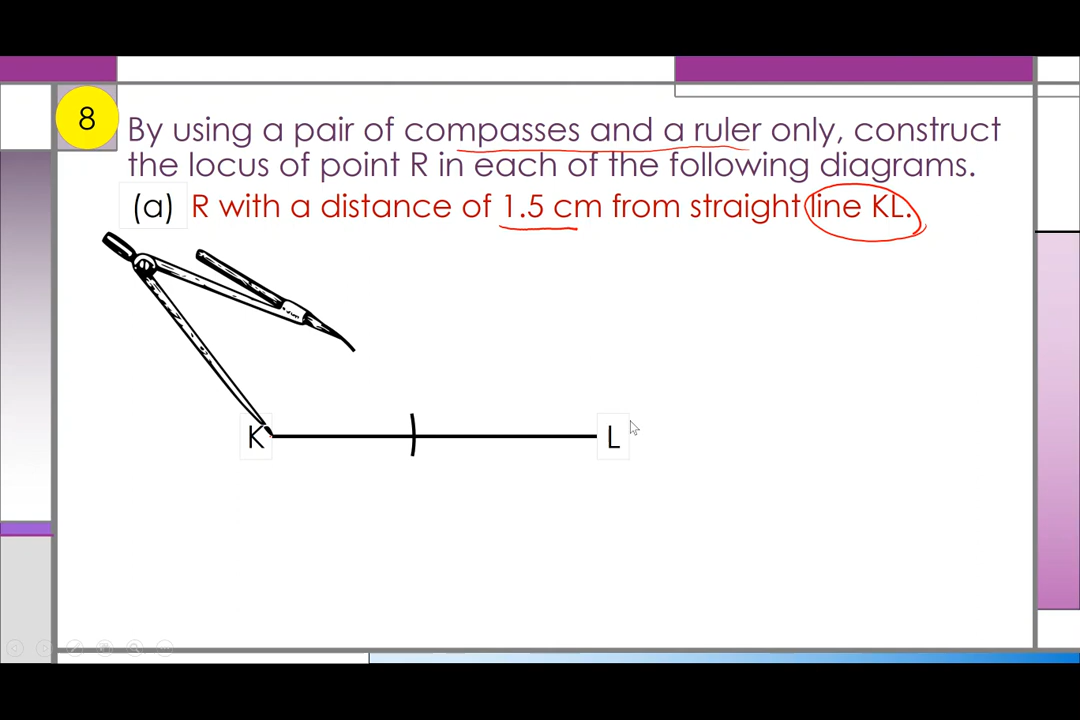 8
By using a pair of compasses and a ruler only, construct
the locus of point R in each of the following diagrams.
(a) R with a distance of 1.5 cm from straight line KL.
K
L